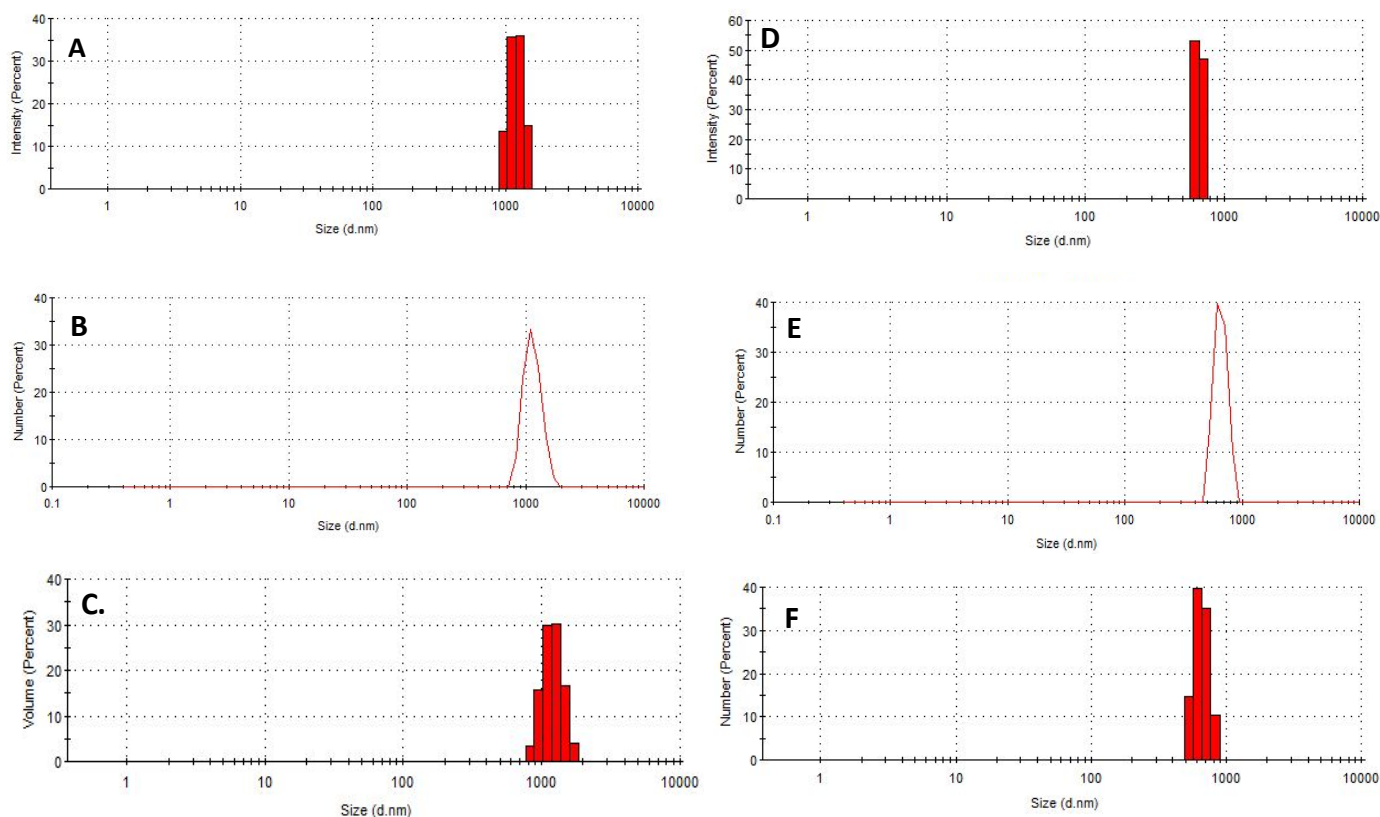 A
Intensity (Percent)
40
30
20
10
0
1 10 100 1000 10000
Size (d.nm)
D
Intensity (Percent)
60
50
40
30
20
10
0
1 10 100 1000 10000
Size (d.nm)
B
Number (Percent)
40
30
20
10
0
0.1 1 10 100 1000 10000
Size (d.nm)
E
Number (Percent)
40
30
20
10
0
0.1 1 10 100 1000 10000
Size (d.nm)
C.
Volume (Percent)
40
30
20
10
0
1 10 100 1000 10000
Size (d.nm)
F
Number (Percent)
40
30
20
10
0
1 10 100 1000 10000
Size (d.nm)